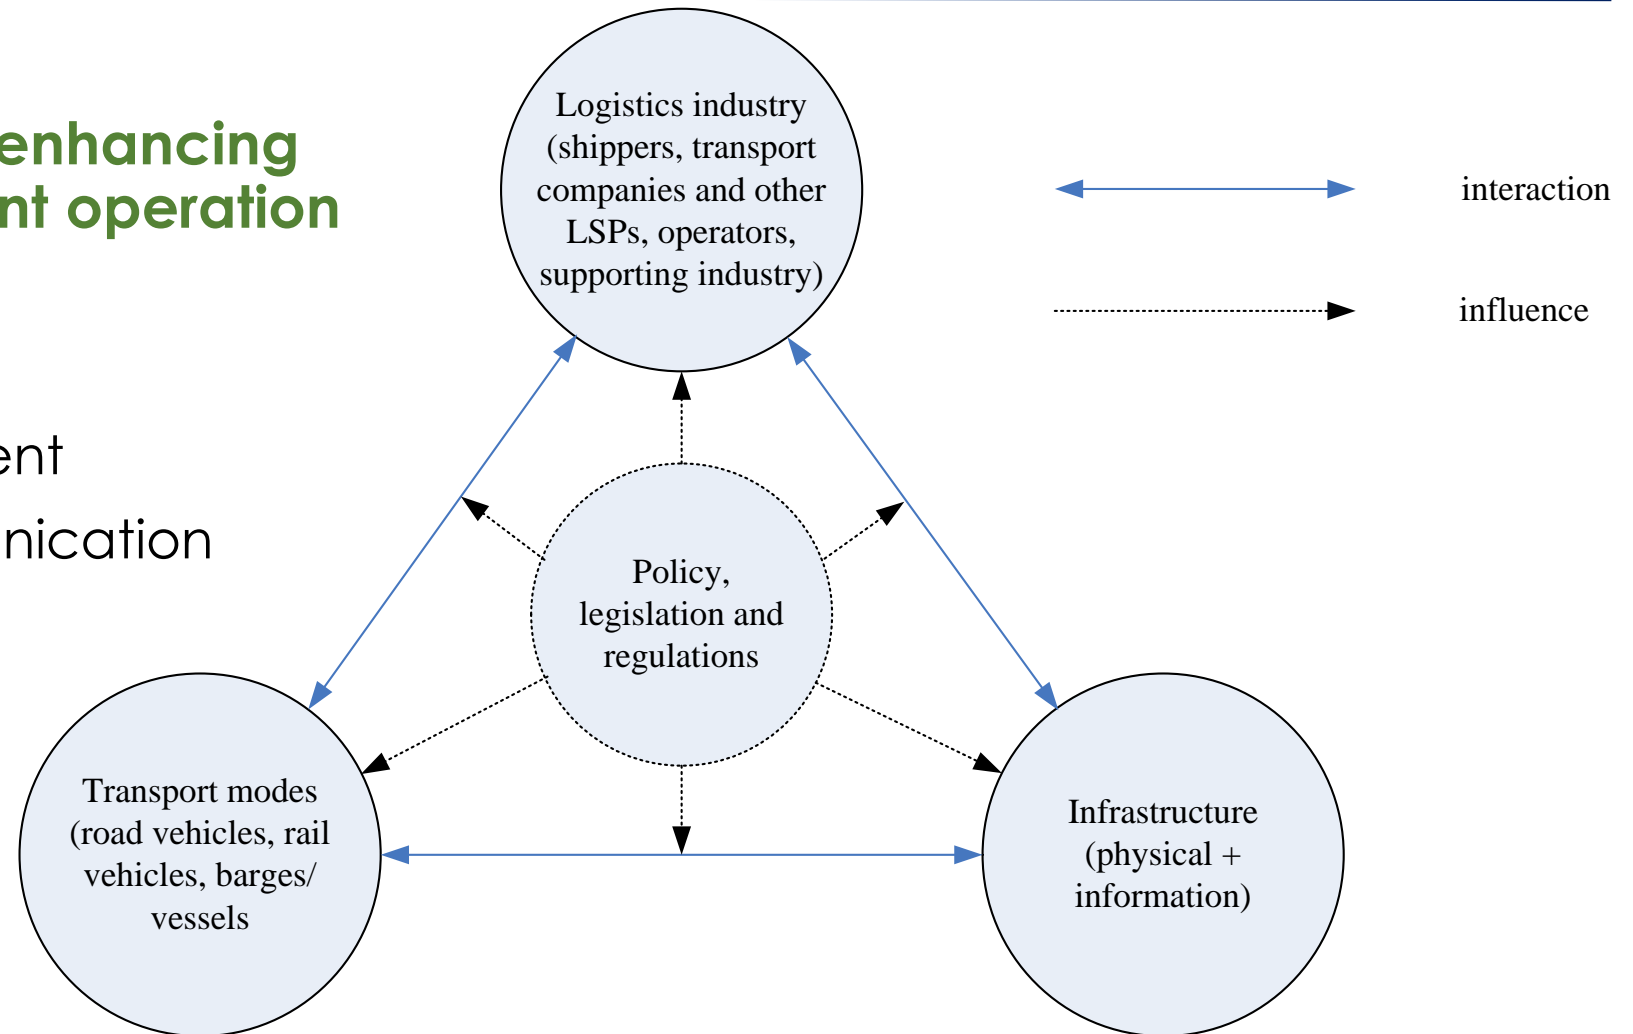 enhancing
nt operation
ent
nication
Logistics industry
(shippers, transport
companies and other
LSPs, operators,
supporting industry)
interaction
influence
Policy,
legislation and
regulations
Transport modes
(road vehicles, rail
vehicles, barges/
vessels
Infrastructure
(physical +
information)